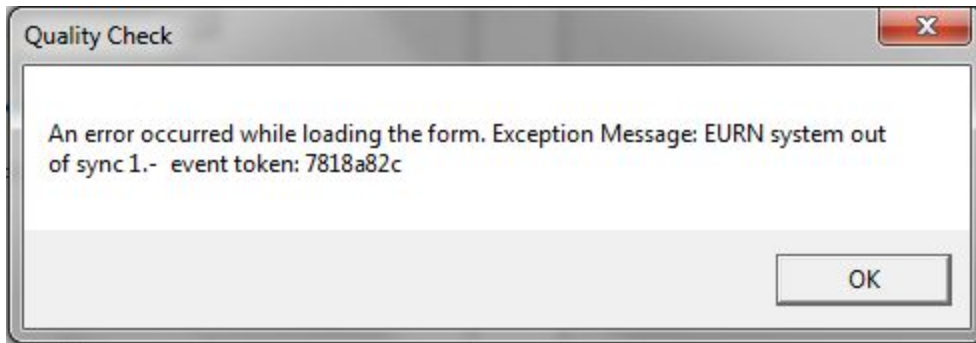 Quality Check
An error occurred while loading the form. Exception Message: EURN system out
of sync 1.-  event token: 7818a82c
OK